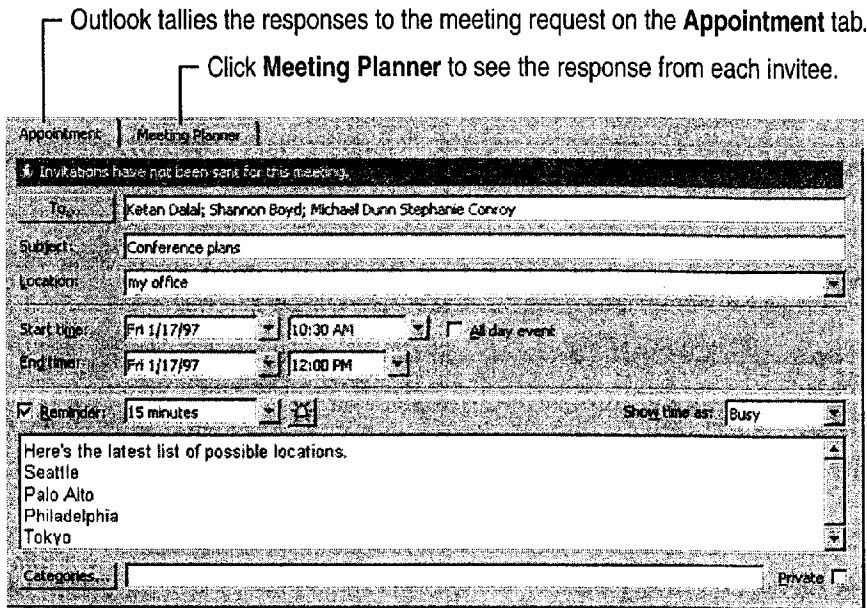 Outlook tallies the responses to the meeting request on the Appointment tab.
Click Meeting Planner to see the response from each invitee.
Appointment Meeting Planner
Invitations have not been sent for this meeting.
To... Ketan Dalal; Shannon Boyd; Michael Dunn Stephanie Conroy
Subject: Conference plans
Location: my office
Start time: Fri 1/17/97 10:30 AM All day event
End time: Fri 1/17/97 12:00 PM
Reminder: 15 minutes Show time as: Busy
Here's the latest list of possible locations.
Seattle
Palo Alto
Philadelphia
Tokyo
Categories... Private